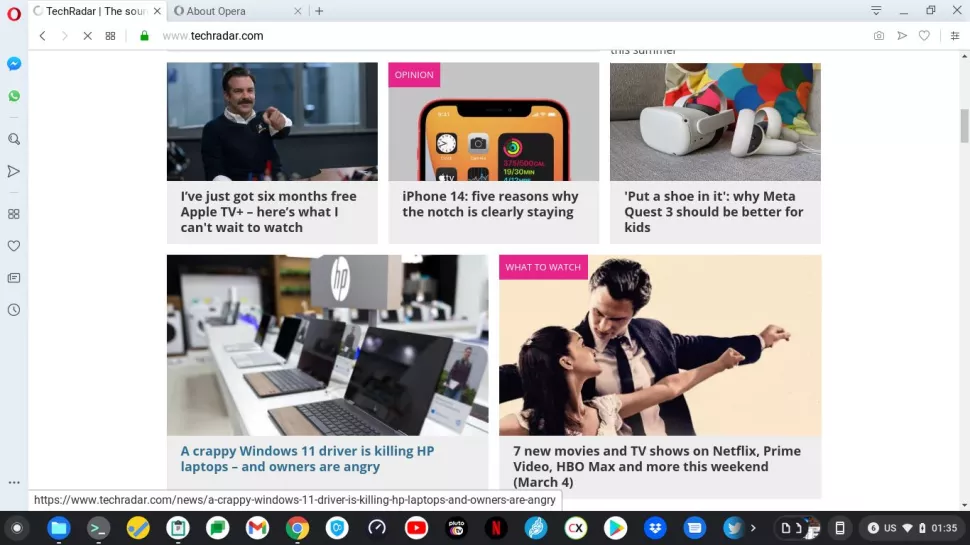 TechRadar | The sour
About Opera
www.techradar.com
this summer
OPINION
I've just got six months free
Apple TV+ – here's what I
can't wait to watch
iPhone 14: five reasons why
the notch is clearly staying
'Put a shoe in it': why Meta
Quest 3 should be better for
kids
hp
WHAT TO WATCH
A crappy Windows 11 driver is killing HP
laptops – and owners are angry
7 new movies and TV shows on Netflix, Prime
Video, HBO Max and more this weekend
(March 4)
https://www.techradar.com/news/a-crappy-windows-11-driver-is-killing-hp-laptops-and-owners-are-angry
pluto
tv
N
CX
6 US 01:35